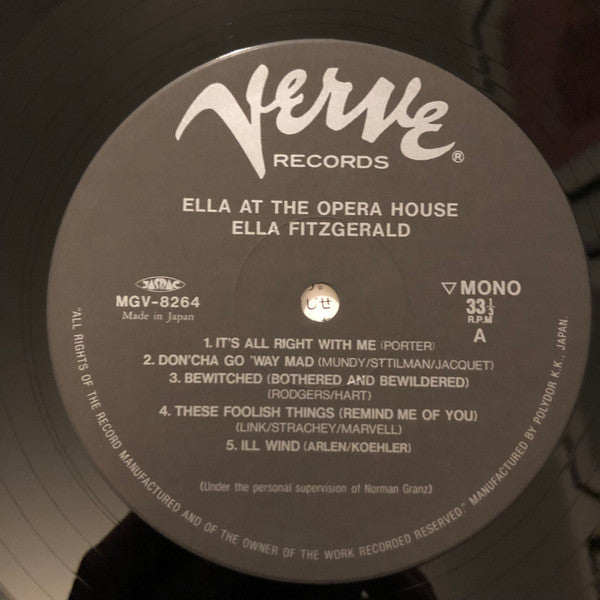 Verve
RECORDS ®
ELLA AT THE OPERA HOUSE
ELLA FITZGERALD
JASRAC
MGV-8264
Made in Japan
▽ MONO
33 1/3
R.P.M
A
1. IT'S ALL RIGHT WITH ME (PORTER)
2. DON'CHA GO 'WAY MAD (MUNDY/STTILMAN/JACQUET)
3. BEWITCHED (BOTHERED AND BEWILDERED)
(RODGERS/HART)
4. THESE FOOLISH THINGS (REMIND ME OF YOU)
(LINK/STRACHEY/MARVELL)
5. ILL WIND (ARLEN/KOEHLER)
(Under the personal supervision of Norman Granz)
"ALL RIGHTS OF THE RECORD MANUFACTURED AND OF THE OWNER OF THE WORK RECORDED RESERVED." MANUFACTURED BY POLYDOR K.K., JAPAN.